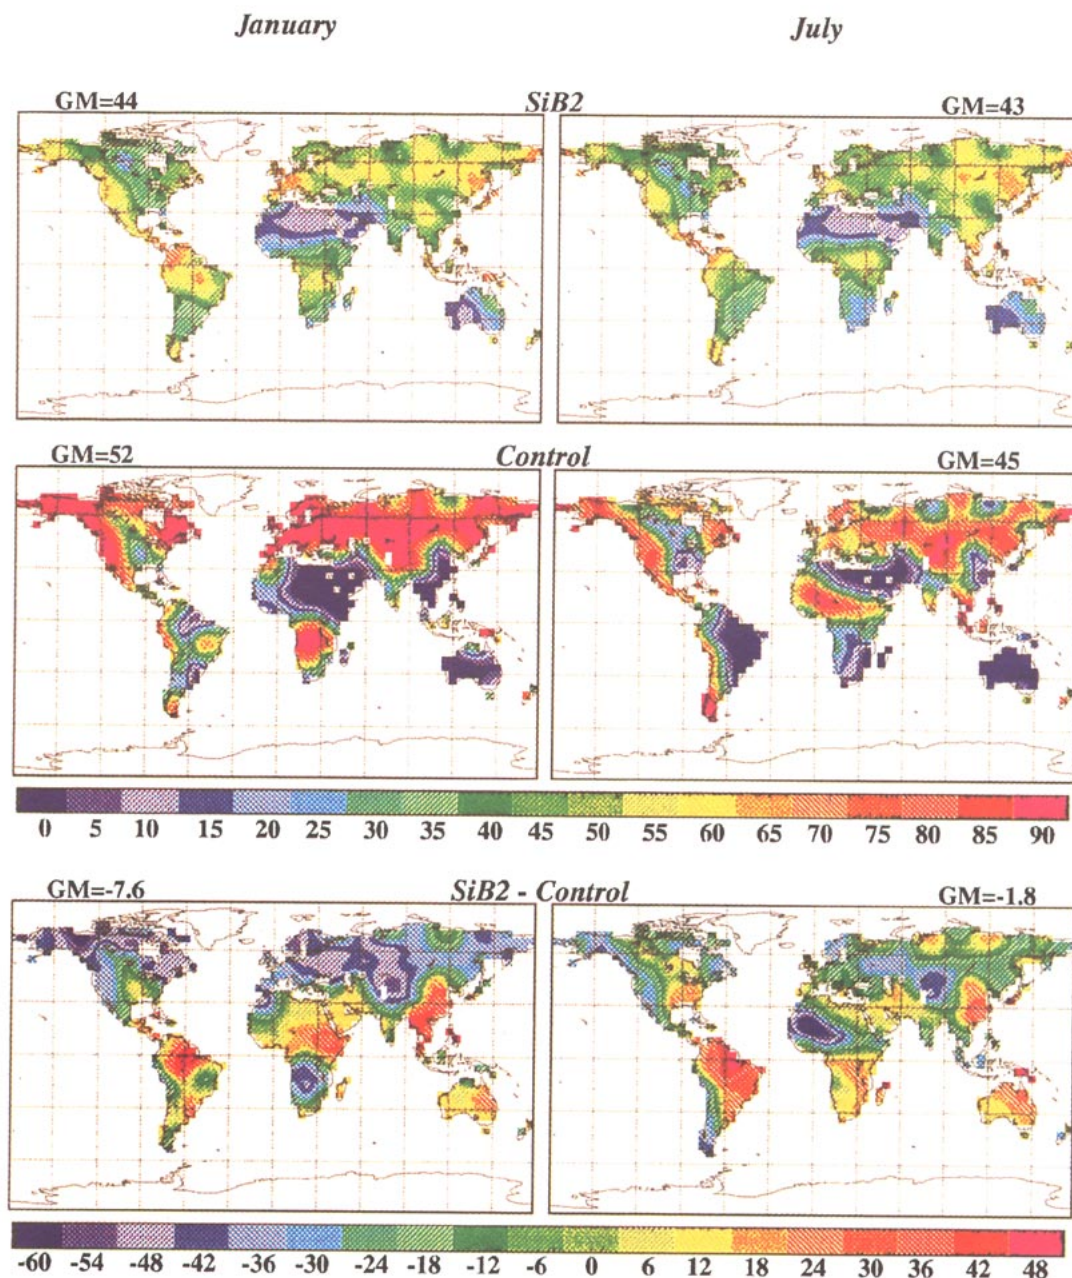 January July
GM=44 SiB2 GM=43
GM=52 Control GM=45
0 5 10 15 20 25 30 35 40 45 50 55 60 65 70 75 80 85 90
GM=-7.6 SiB2 - Control GM=-1.8
-60 -54 -48 -42 -36 -30 -24 -18 -12 -6 0 6 12 18 24 30 36 42 48